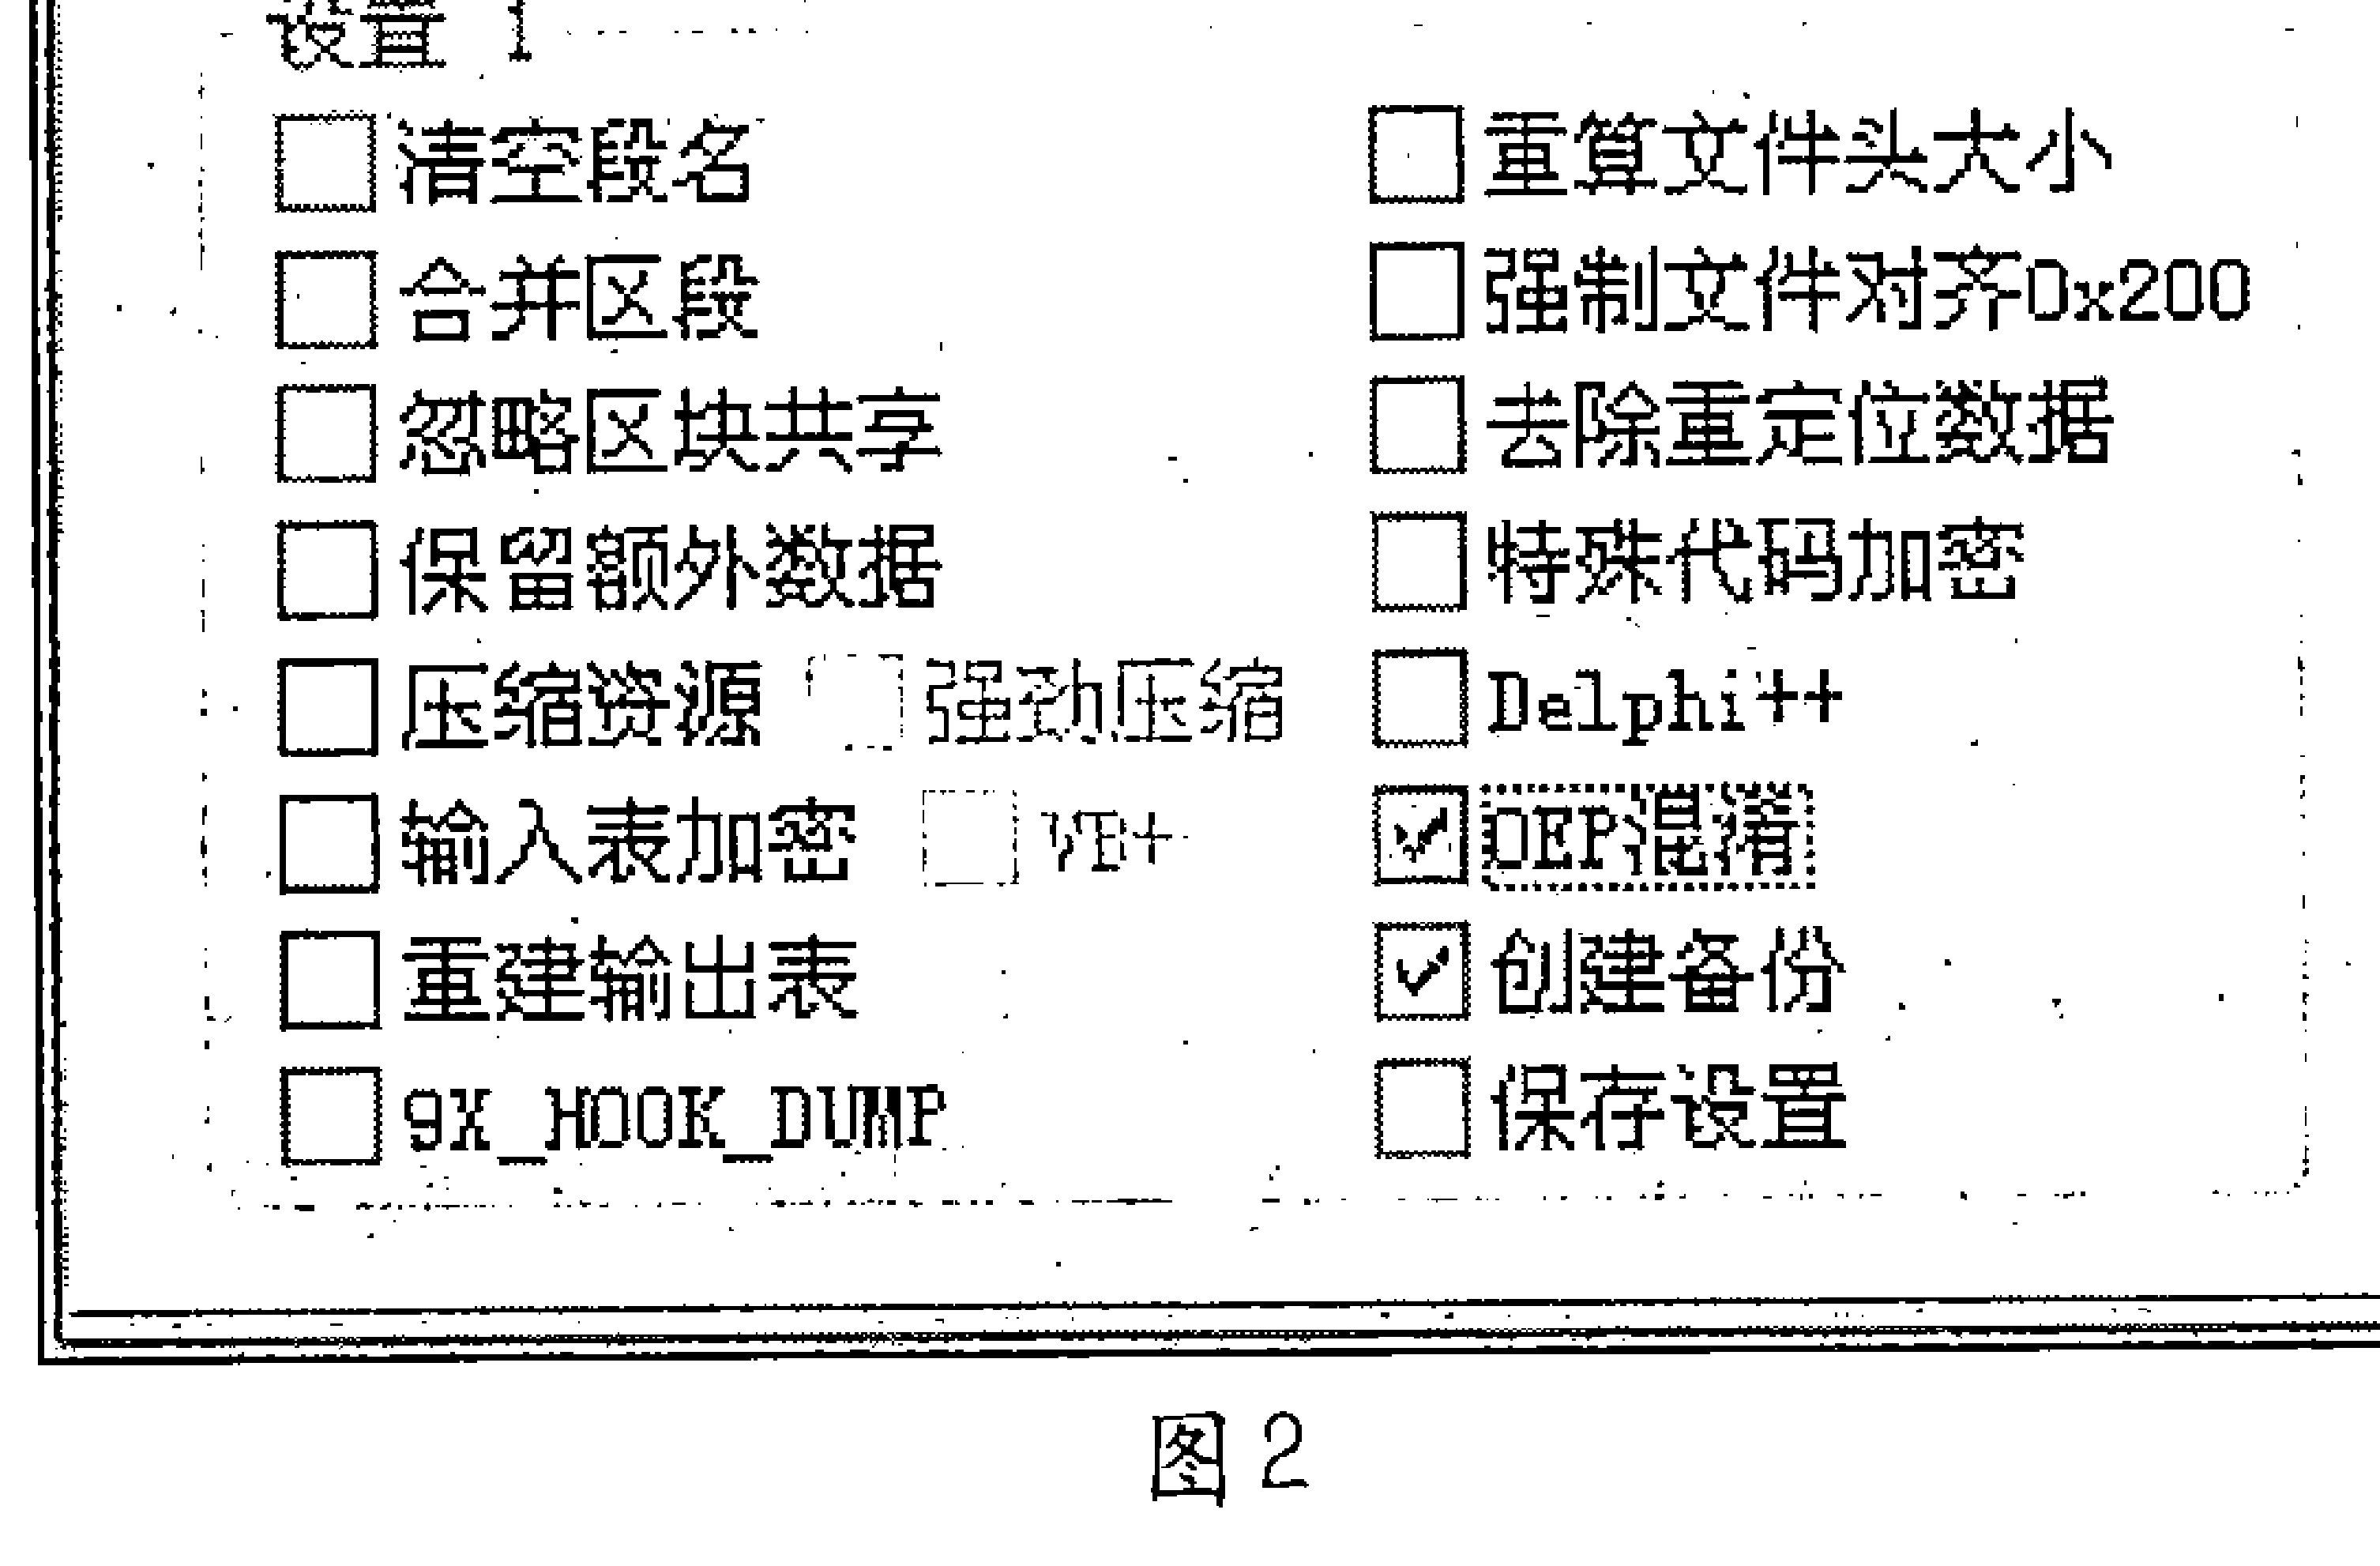 设置 1
清空段名
合并区段
忽略区块共享
保留额外数据
压缩资源 强劲压缩
输入表加密 VB+
重建输出表
9X_HOOK_DUMP
重算文件头大小
强制文件对齐0x200
去除重定位数据
特殊代码加密
Delphi++
OEP混淆
创建备份
保存设置
图 2